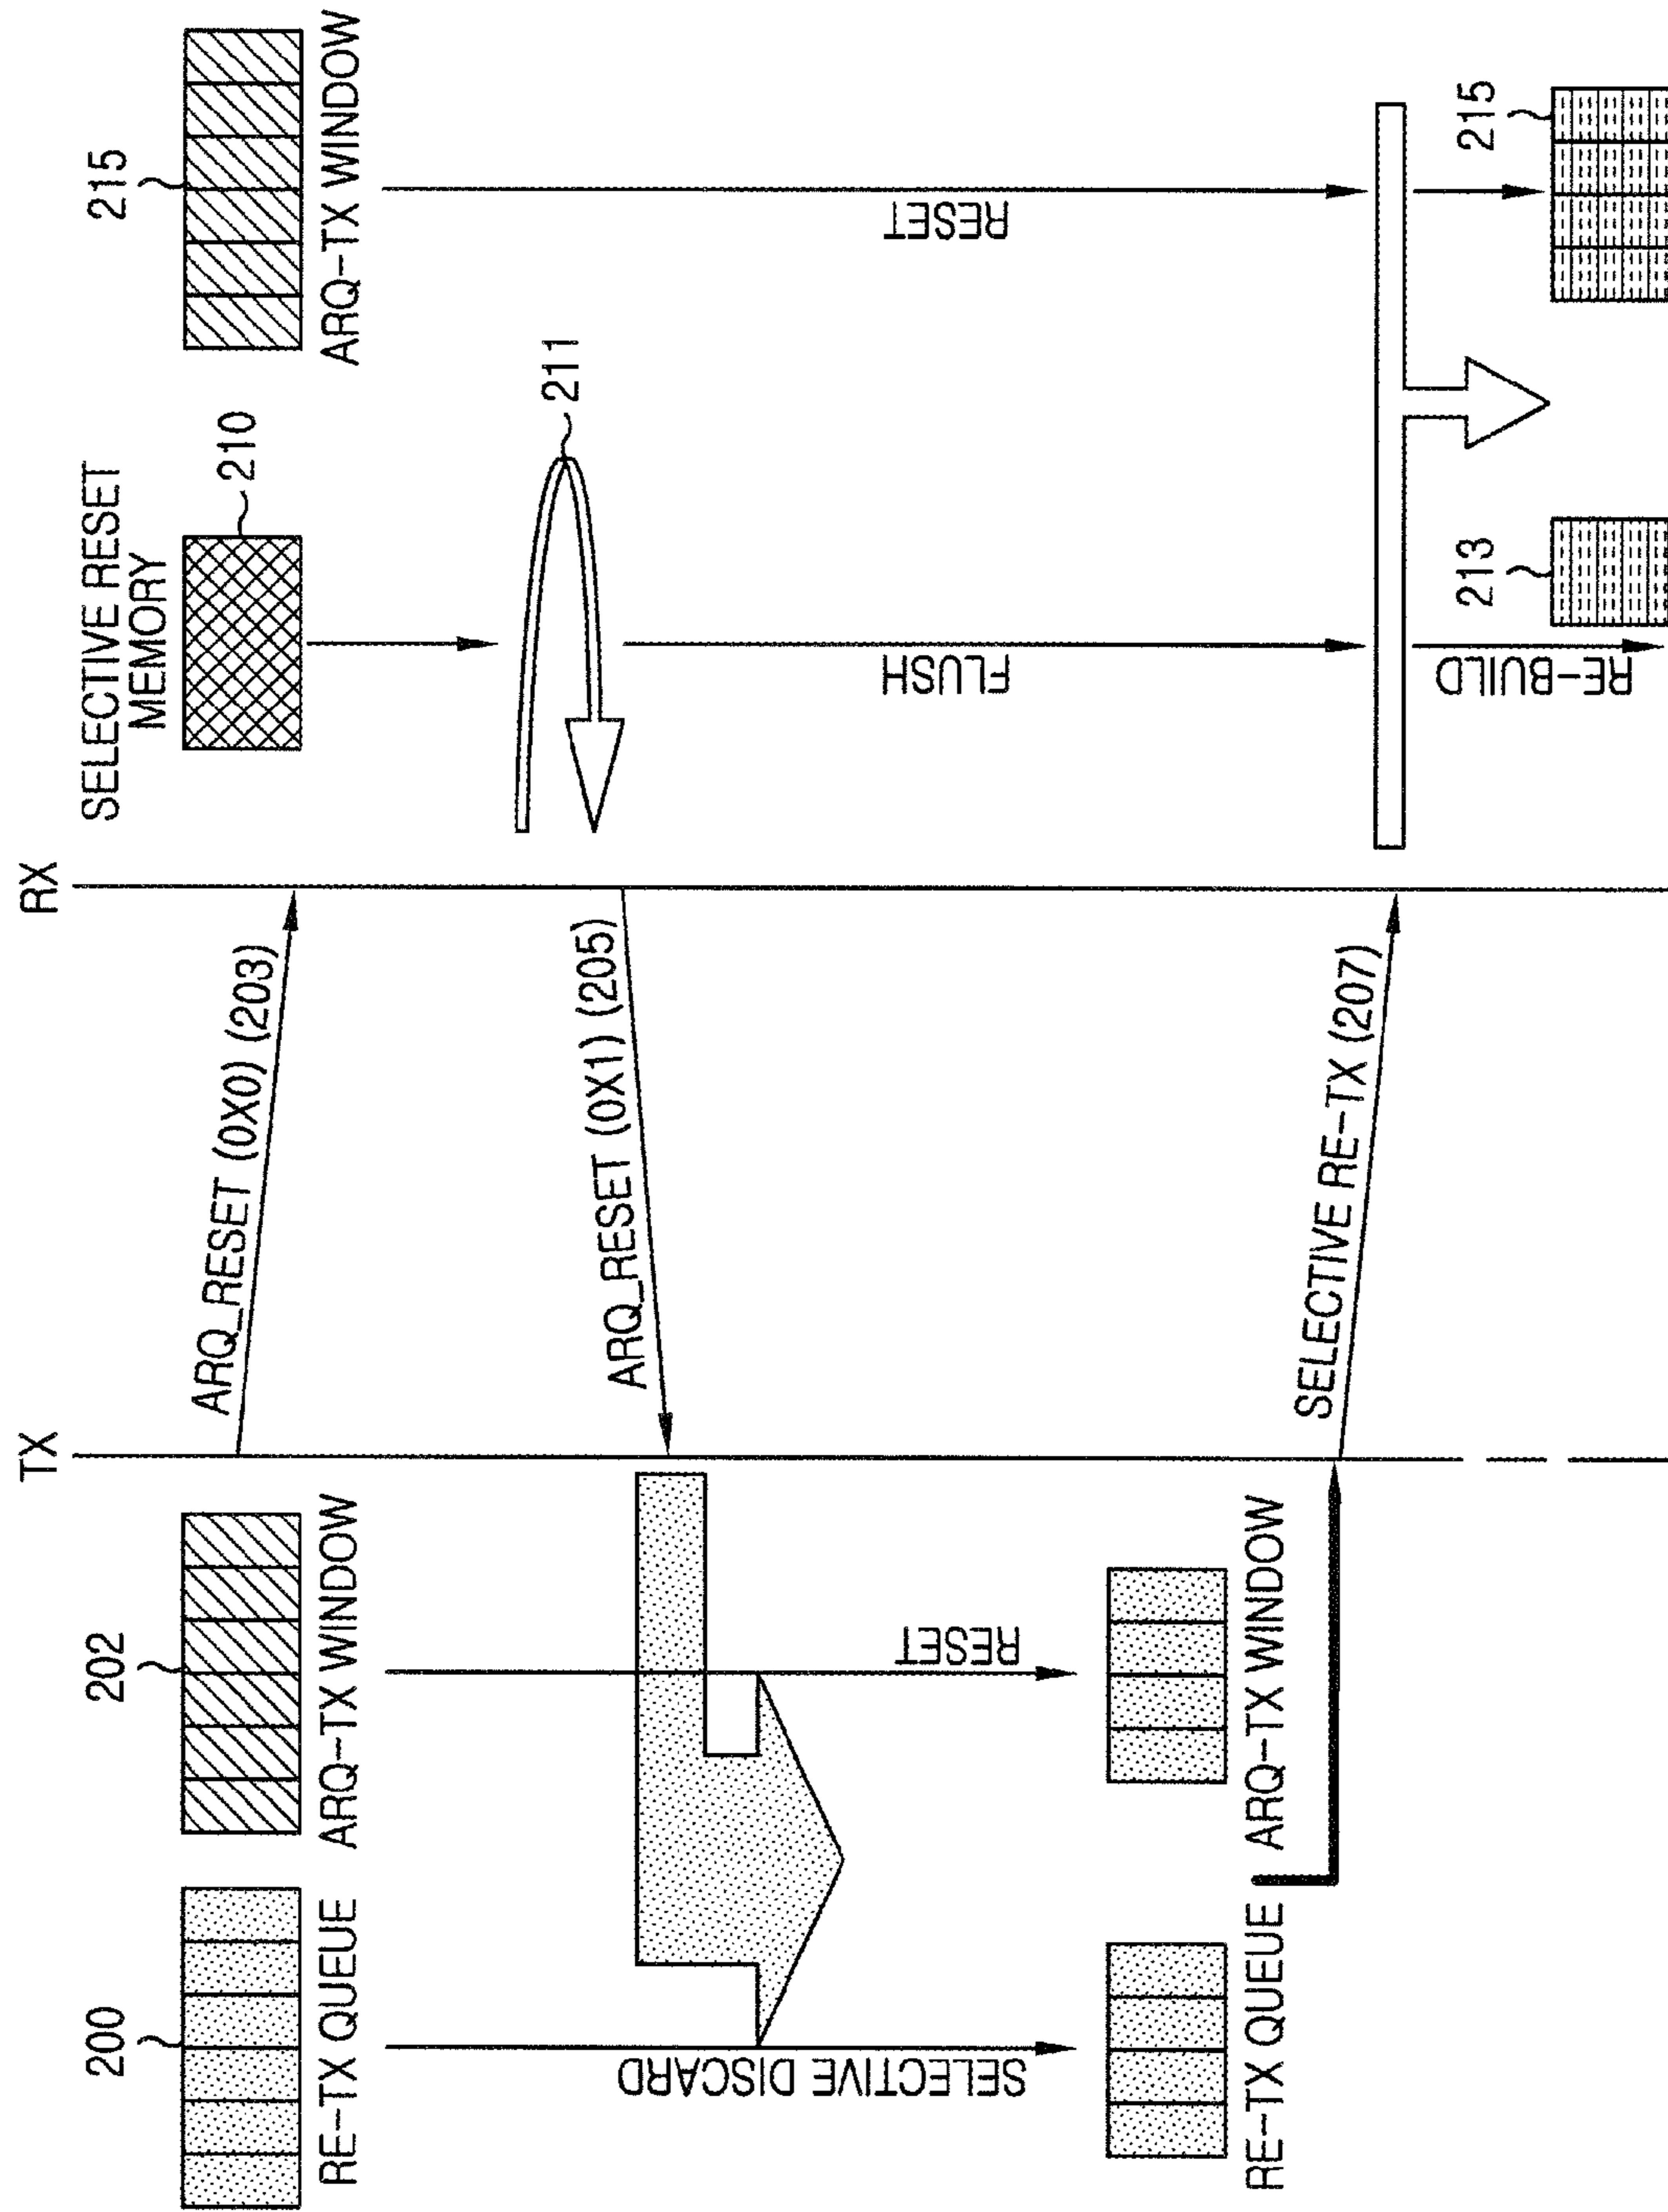 215
ARQ-TX WINDOW
SELECTIVE RESET
MEMORY
210
RX
TX
202
ARQ-TX WINDOW
200
RE-TX QUEUE
ARQ_RESET (0X0) (203)
211
ARQ_RESET (0X1) (205)
RESET
FLUSH
RESET
SELECTIVE DISCARD
SELECTIVE RE-TX (207)
ARQ-TX WINDOW
RE-TX QUEUE
215
213
RE-BUILD